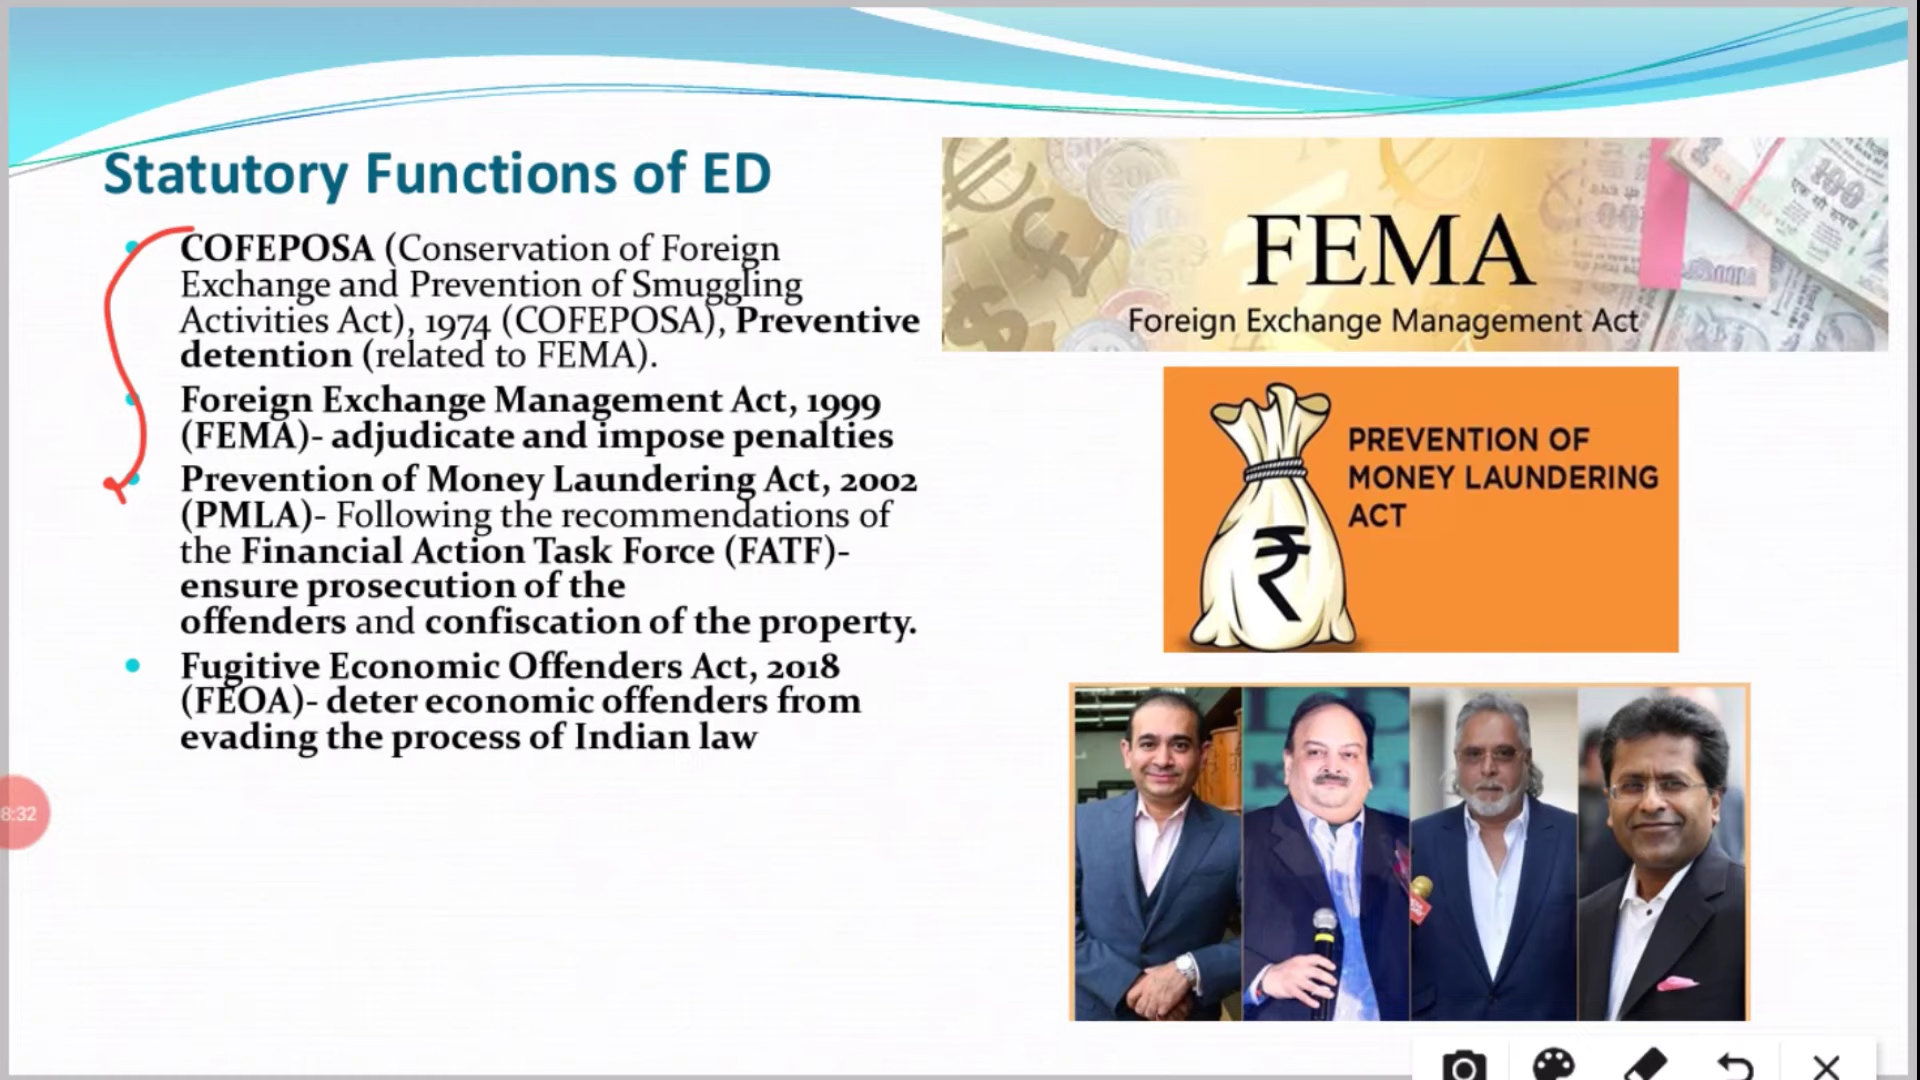 Statutory Functions of ED
COFEPOSA (Conservation of Foreign
Exchange and Prevention of Smuggling
Activities Act), 1974 (COFEPOSA), Preventive
detention (related to FEMA).
Foreign Exchange Management Act, 1999
(FEMA)- adjudicate and impose penalties
Prevention of Money Laundering Act, 2002
(PMLA)- Following the recommendations of
the Financial Action Task Force (FATF)-
ensure prosecution of the
offenders and confiscation of the property.
Fugitive Economic Offenders Act, 2018
(FEOA)- deter economic offenders from
evading the process of Indian law
FEMA
Foreign Exchange Management Act
100
PREVENTION OF
MONEY LAUNDERING
ACT
₹
8:32